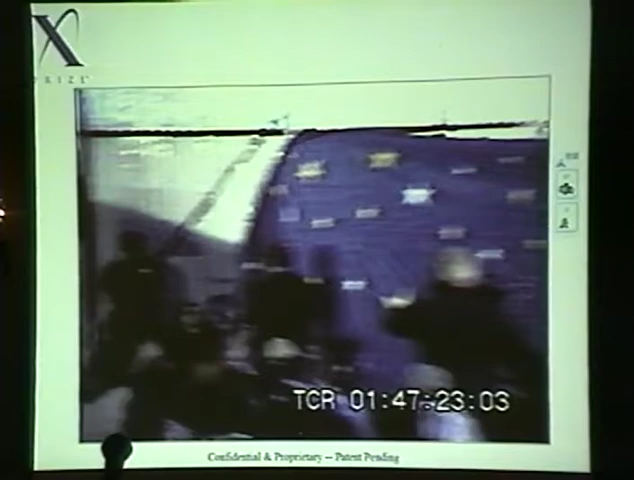 X
PRIZE
TCR 01:47:23:03
Confidential & Proprietary -- Patent Pending